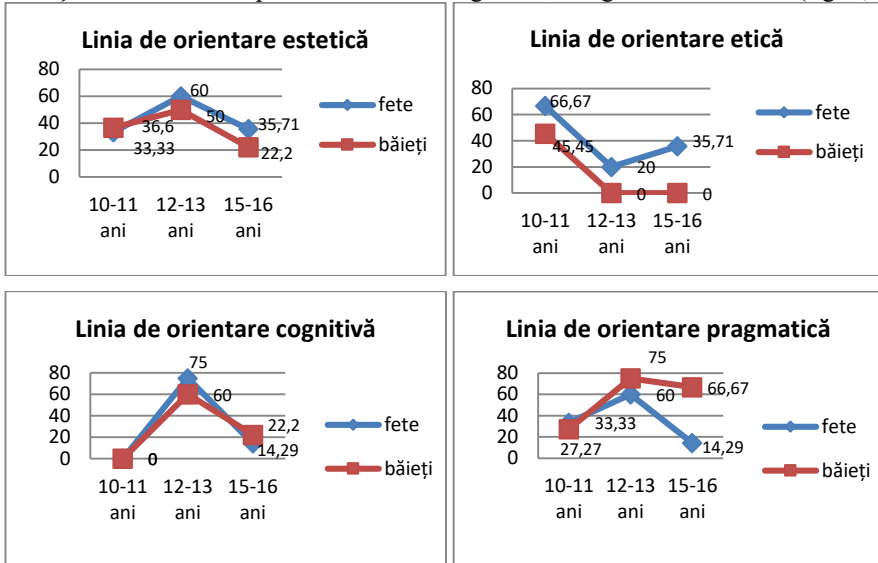 Linia de orientare estetică
80
60
40
20
0
60
50
36,6
33,33
35,71
22,2
10-11 ani
12-13 ani
15-16 ani
fete
băieți
Linia de orientare etică
80
60
40
20
0
66,67
45,45
20
0
35,71
0
10-11 ani
12-13 ani
15-16 ani
fete
băieți
Linia de orientare cognitivă
80
60
40
20
0
75
60
0
0
22,2
14,29
10-11 ani
12-13 ani
15-16 ani
fete
băieți
Linia de orientare pragmatică
80
60
40
20
0
75
60
33,33
27,27
66,67
14,29
10-11 ani
12-13 ani
15-16 ani
fete
băieți